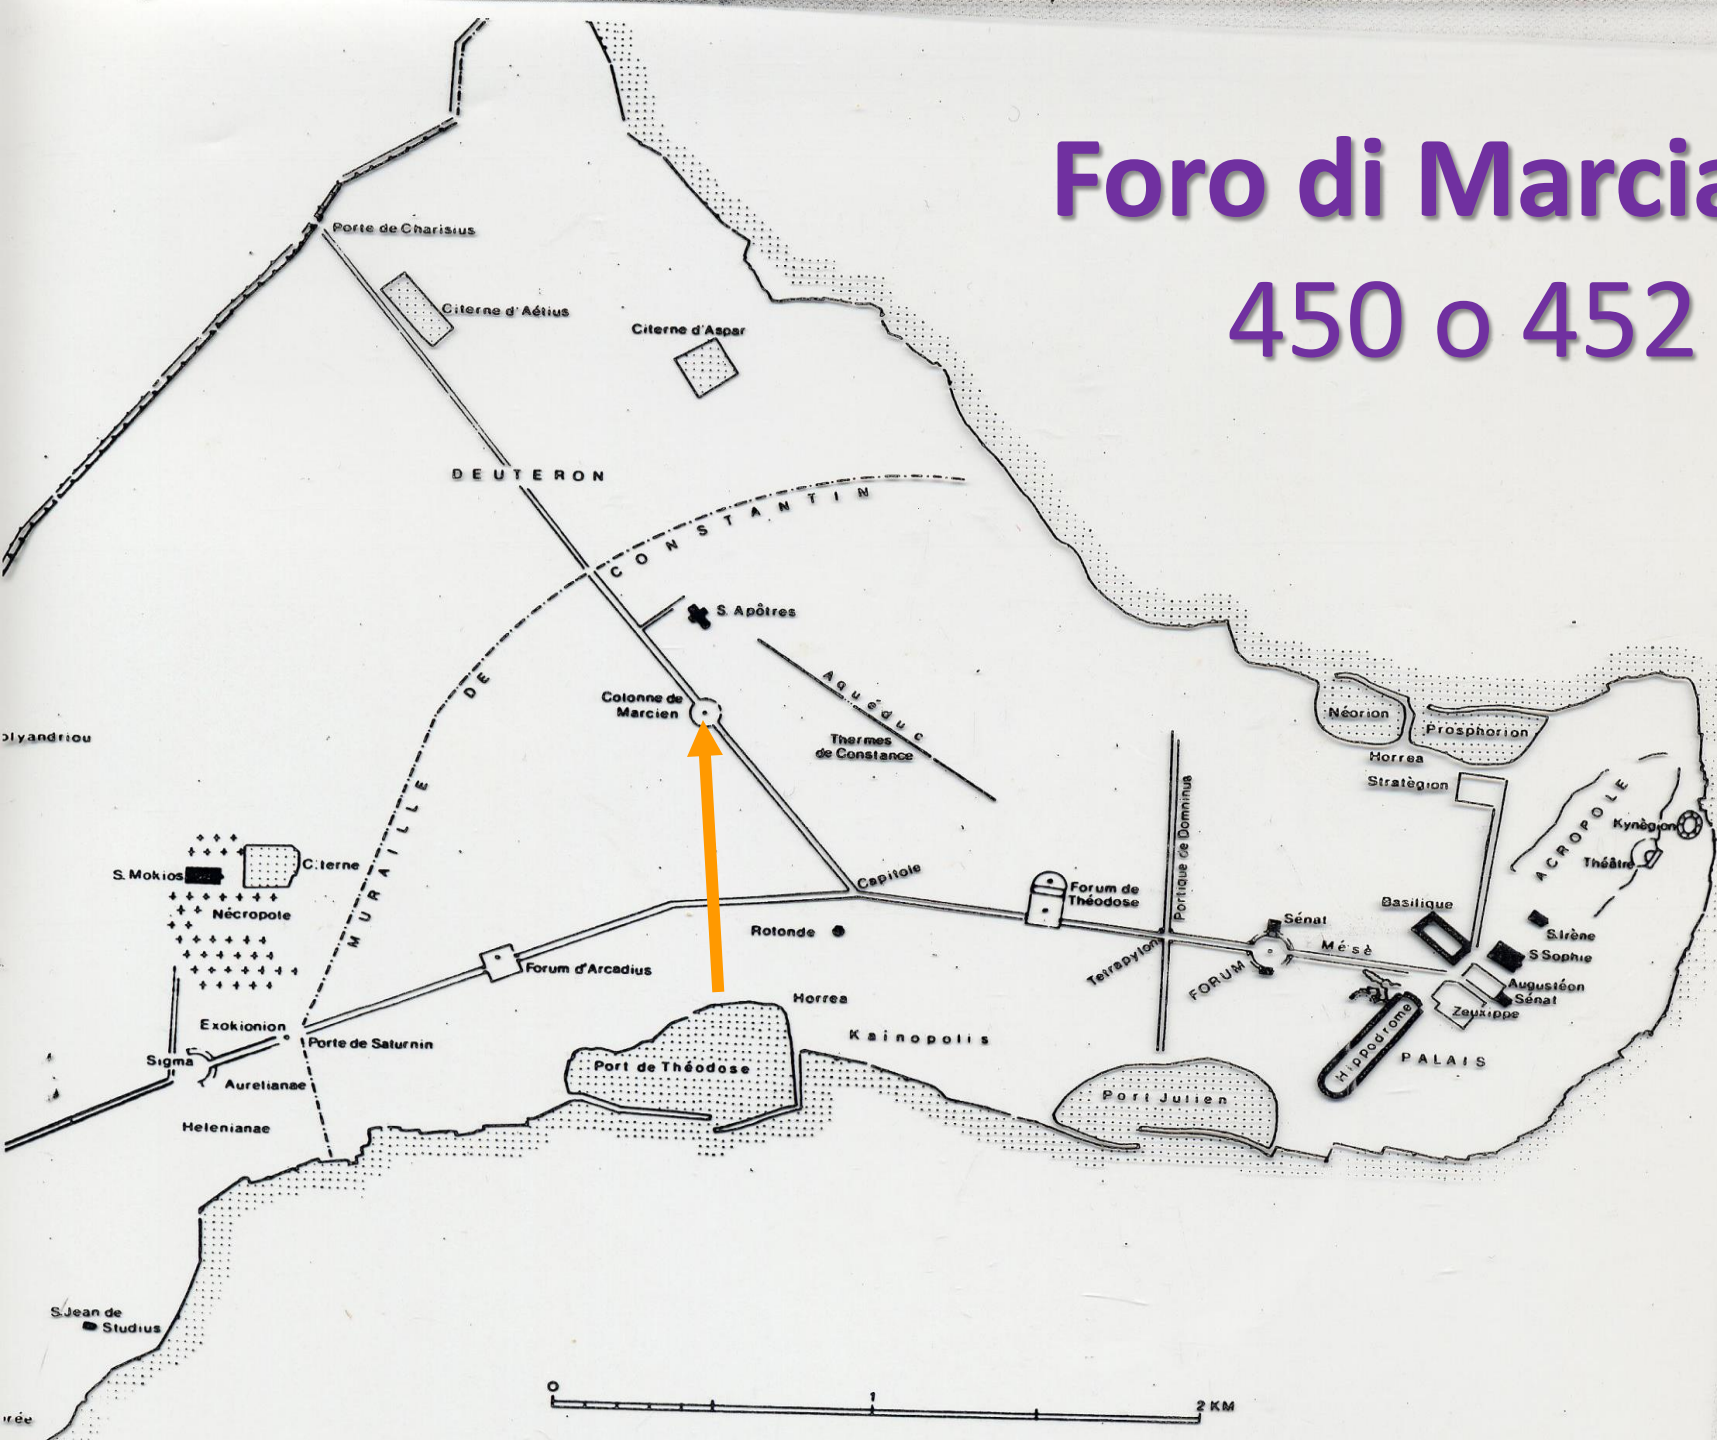 Foro di Marcia
450 o 452
Porte de Charisius
Citerne d'Aétius
Citerne d'Aspar
DEUTERON
MURAILLE DE CONSTANTIN
S. Apôtres
Colonne de
Marcien
Aquéduc
Thermes
de Constance
olyandriou
Néorion
Prosphorion
Horrea
Stratègion
ACROPOLE
Kynègion
Théâtre
Portique de Domninus
S. Mokios
Citerne
Nécropole
Capitole
Forum de
Théodose
Rotonde
Tetrapylon
Sénat
FORUM
Mésè
Basilique
S. Irène
S. Sophie
Augustéon
Sénat
Zeuxippe
Hippodrome
PALAIS
Forum d'Arcadius
Horrea
Kainopolis
Exokionion
Porte de Saturnin
Sigma
Aurelianae
Helenianae
Port de Théodose
Port Julien
S. Jean de
Studius
rée
0 1 2 KM